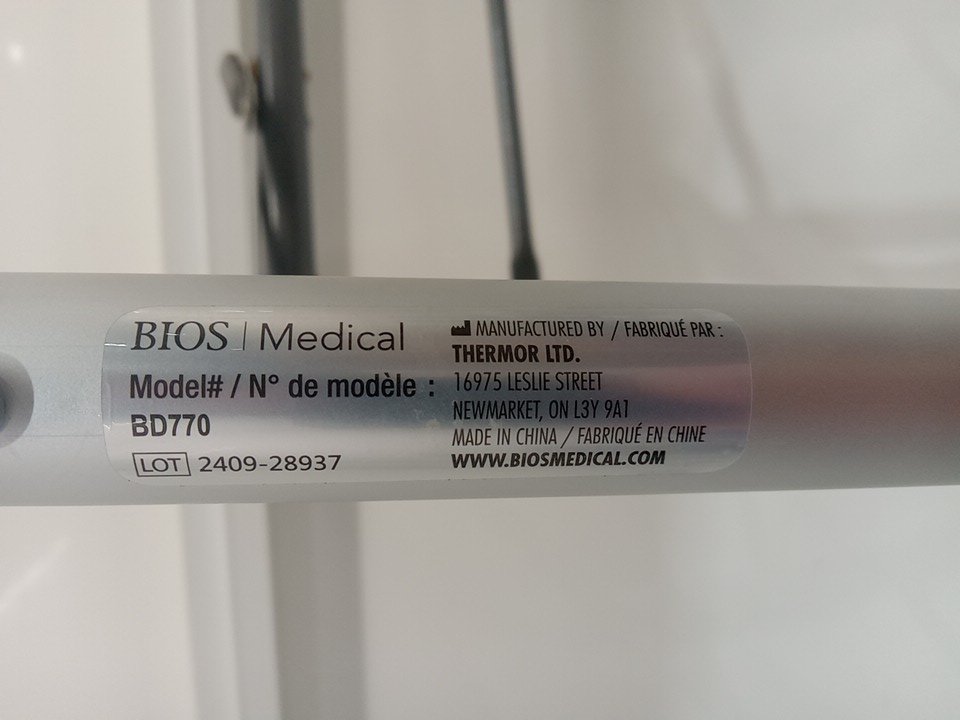 BIOS | Medical
Model# / N° de modèle :
BD770
LOT 2409-28937
MANUFACTURED BY / FABRIQUÉ PAR :
THERMOR LTD.
16975 LESLIE STREET
NEWMARKET, ON L3Y 9A1
MADE IN CHINA / FABRIQUÉ EN CHINE
WWW.BIOSMEDICAL.COM